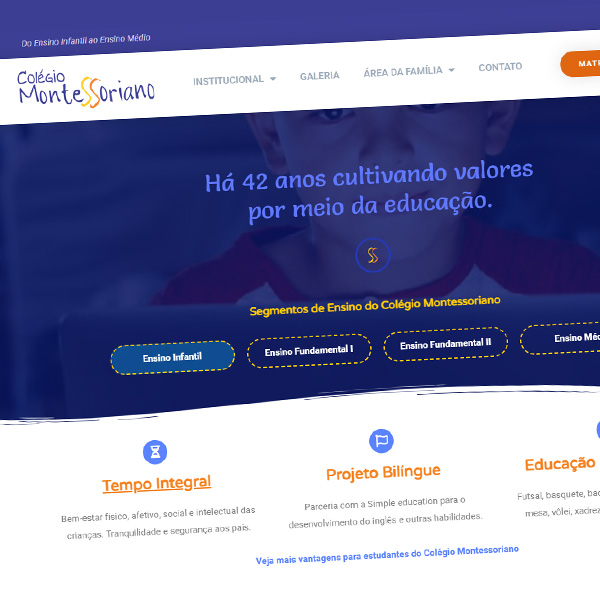 Do Ensino Infantil ao Ensino Médio
Colégio
Montessoriano
INSTITUCIONAL
GALERIA
ÁREA DA FAMÍLIA
CONTATO
Há 42 anos cultivando valores
por meio da educação.
Segmentos de Ensino do Colégio Montessoriano
Ensino Infantil
Ensino Fundamental I
Ensino Fundamental II
Ensino
Tempo Integral
Projeto Bilíngue
Educação
Bem-estar físico, afetivo, social e intelectual das
crianças. Tranquilidade e segurança aos pais.
Parceria com a Simple education para o
desenvolvimento do inglês e outras habilidades.
Futsal, basquete,
mesa, vôlei,
Veja mais vantagens para estudantes do Colégio Montessoriano